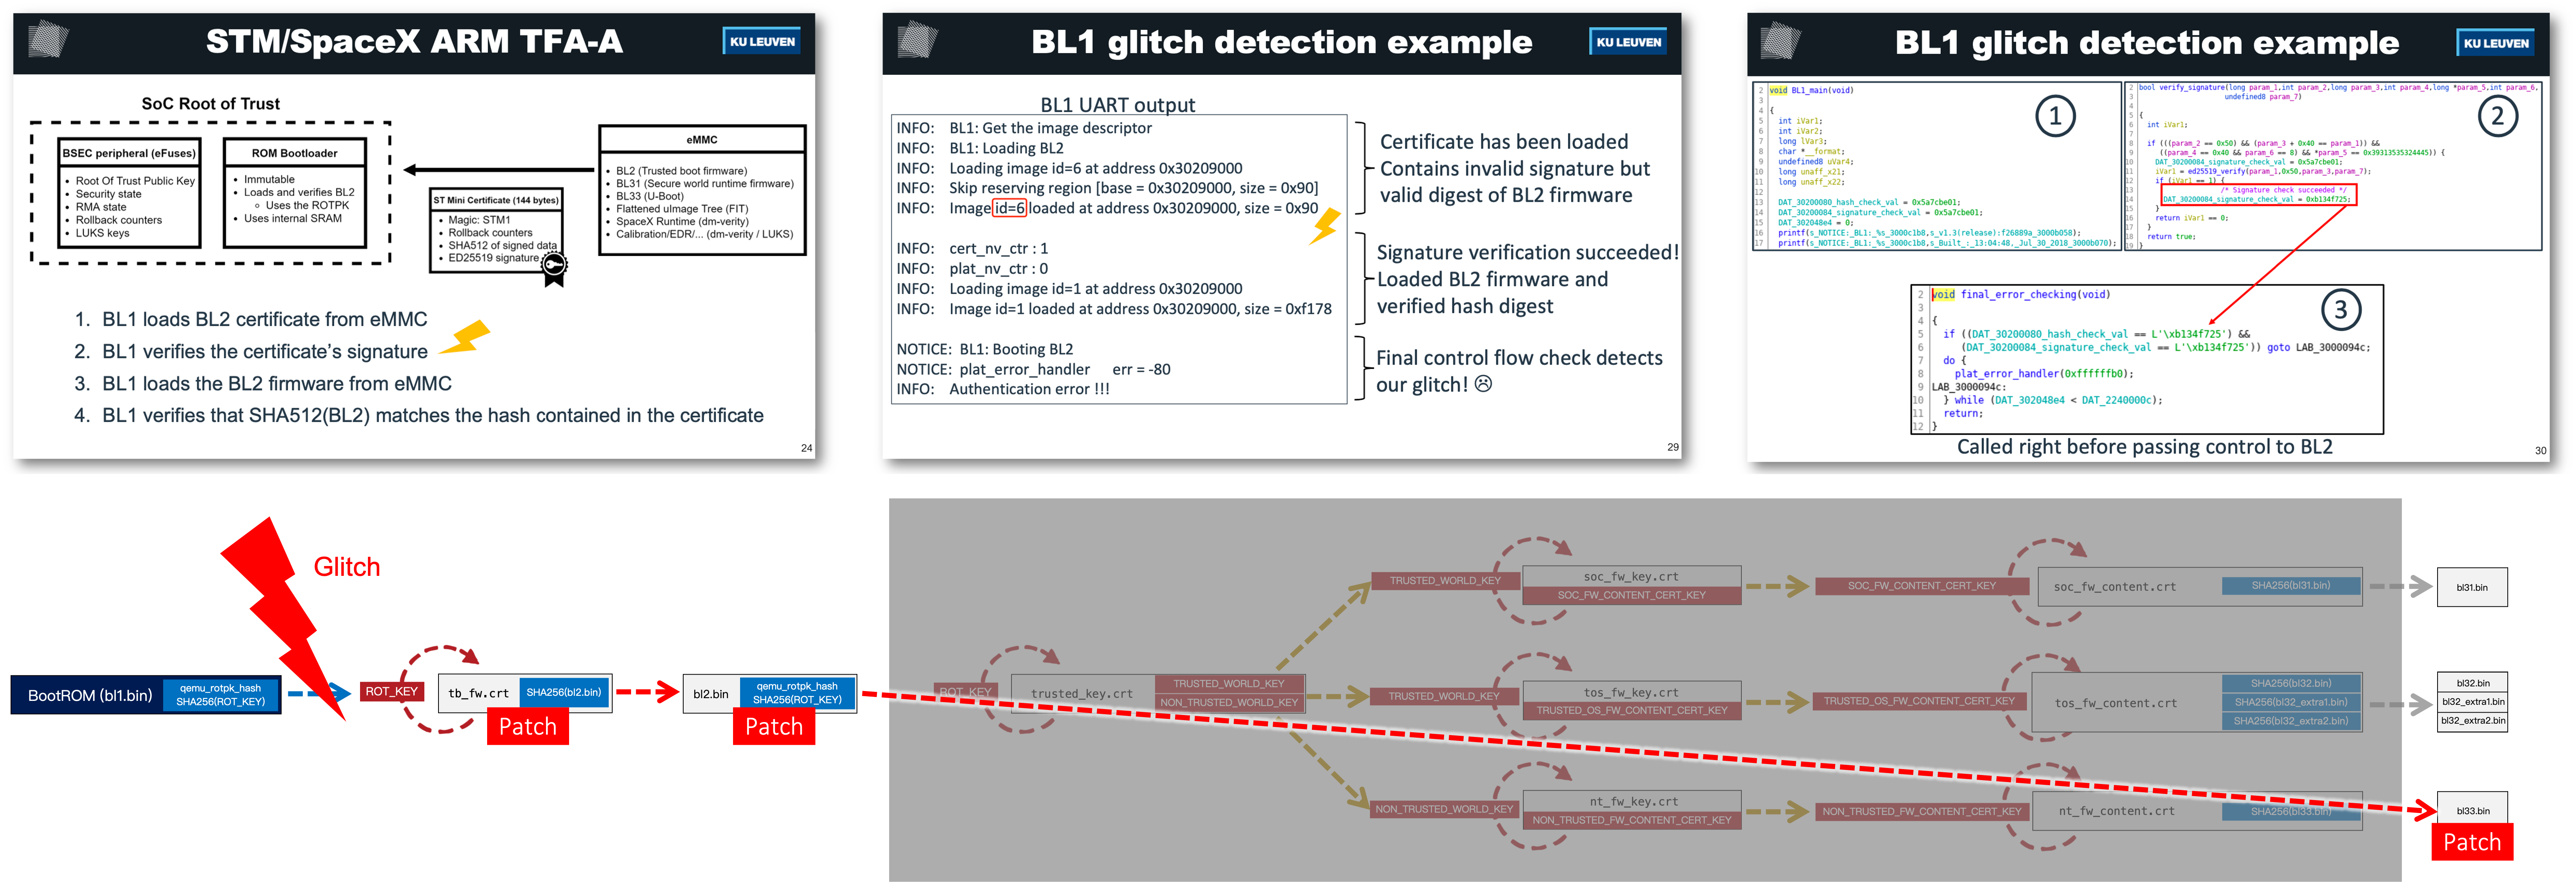 STM/SpaceX ARM TFA-A
KU LEUVEN
SoC Root of Trust
BSEC peripheral (eFuses)
• Root Of Trust Public Key
• Security state
• RMA state
• Rollback counters
• LUKS keys
ROM Bootloader
• Immutable
• Loads and verifies BL2
○ Uses the ROTPK
• Uses internal SRAM
ST Mini Certificate (144 bytes)
• Magic: STM1
• Rollback counters
• SHA512 of signed data
• ED25519 signature
eMMC
• BL2 (Trusted boot firmware)
• BL31 (Secure world runtime firmware)
• BL33 (U-Boot)
• Flattened uImage Tree (FIT)
• SpaceX Runtime (dm-verity)
• Calibration/EDR/... (dm-verity / LUKS)
1. BL1 loads BL2 certificate from eMMC
2. BL1 verifies the certificate's signature
3. BL1 loads the BL2 firmware from eMMC
4. BL1 verifies that SHA512(BL2) matches the hash contained in the certificate
24
BL1 glitch detection example
KU LEUVEN
BL1 UART output
INFO: BL1: Get the image descriptor
INFO: BL1: Loading BL2
INFO: Loading image id=6 at address 0x30209000
INFO: Skip reserving region [base = 0x30209000, size = 0x90]
INFO: Image id=6 loaded at address 0x30209000, size = 0x90
INFO: cert_nv_ctr : 1
INFO: plat_nv_ctr : 0
INFO: Loading image id=1 at address 0x30209000
INFO: Image id=1 loaded at address 0x30209000, size = 0xf178
NOTICE: BL1: Booting BL2
NOTICE: plat_error_handler err = -80
INFO: Authentication error !!!
Certificate has been loaded
Contains invalid signature but
valid digest of BL2 firmware
Signature verification succeeded!
Loaded BL2 firmware and
verified hash digest
Final control flow check detects
our glitch! ☹
29
BL1 glitch detection example
KU LEUVEN
1
2 void BL1_main(void)
3
4 {
5 int iVar1;
6 int iVar2;
7 long lVar3;
8 char *__format;
9 undefined8 uVar4;
10 long unaff_x21;
11 long unaff_x22;
12
13 DAT_30200080_hash_check_val = 0x5a7cbe01;
14 DAT_30200084_signature_check_val = 0x5a7cbe01;
15 DAT_302048e4 = 0;
16 printf(s_NOTICE:_BL1:_%s_3000c1b8,s_v1.3(release):f26889a_3000b058);
17 printf(s_NOTICE:_BL1:_%s_3000c1b8,s_Built_:_13:04:48,_Jul_30_2018_3000b070);
2
2 bool verify_signature(long param_1,int param_2,long param_3,int param_4,long *param_5,int param_6,
3 undefined8 param_7)
4
5 {
6 int iVar1;
7
8 if (((param_2 == 0x50) && (param_3 + 0x40 == param_1)) &&
9 ((param_4 == 0x40 && param_6 == 8) && *param_5 == 0x39313535324445)) {
10 DAT_30200084_signature_check_val = 0x5a7cbe01;
11 iVar1 = ed25519_verify(param_1,0x50,param_3,param_7);
12 if (iVar1 == 1) {
13 /* Signature check succeeded */
14 DAT_30200084_signature_check_val = 0xb134f725;
15 }
16 return iVar1 == 0;
17 }
18 return true;
19 }
3
2 void final_error_checking(void)
3
4 {
5 if ((DAT_30200080_hash_check_val == L'\xb134f725') &&
6 (DAT_30200084_signature_check_val == L'\xb134f725')) goto LAB_3000094c;
7 do {
8 plat_error_handler(0xffffffb0);
9 LAB_3000094c:
10 } while (DAT_302048e4 < DAT_2240000c);
11 return;
12 }
Called right before passing control to BL2
30
Glitch
BootROM (bl1.bin)
qemu_rotpk_hash
SHA256(ROT_KEY)
ROT_KEY
tb_fw.crt
SHA256(bl2.bin)
Patch
bl2.bin
qemu_rotpk_hash
SHA256(ROT_KEY)
Patch
ROT_KEY
trusted_key.crt
TRUSTED_WORLD_KEY
NON_TRUSTED_WORLD_KEY
TRUSTED_WORLD_KEY
soc_fw_key.crt
SOC_FW_CONTENT_CERT_KEY
SOC_FW_CONTENT_CERT_KEY
soc_fw_content.crt
SHA256(bl31.bin)
bl31.bin
TRUSTED_WORLD_KEY
tos_fw_key.crt
TRUSTED_OS_FW_CONTENT_CERT_KEY
TRUSTED_OS_FW_CONTENT_CERT_KEY
tos_fw_content.crt
SHA256(bl32.bin)
SHA256(bl32_extra1.bin)
SHA256(bl32_extra2.bin)
bl32.bin
bl32_extra1.bin
bl32_extra2.bin
NON_TRUSTED_WORLD_KEY
nt_fw_key.crt
NON_TRUSTED_FW_CONTENT_CERT_KEY
NON_TRUSTED_FW_CONTENT_CERT_KEY
nt_fw_content.crt
SHA256(bl33.bin)
bl33.bin
Patch